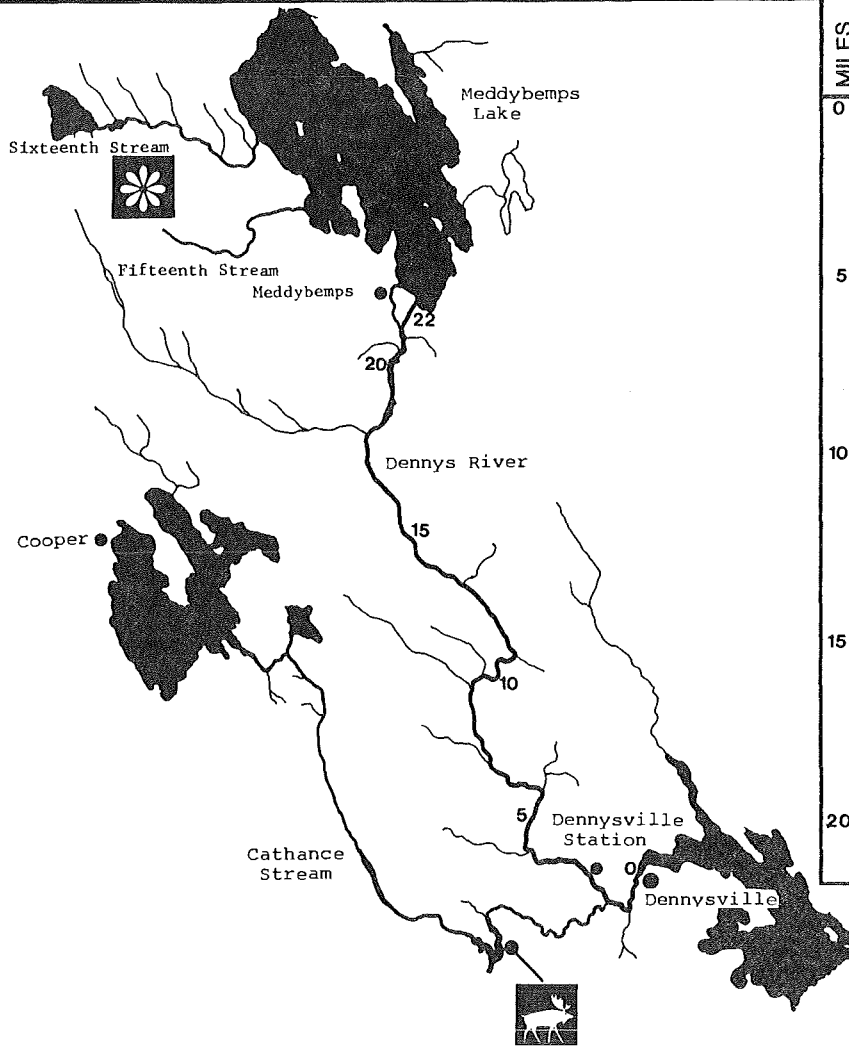 MILES
0
Meddybemps
Lake
Sixteenth Stream
Fifteenth Stream
5
Meddybemps
22
20
10
Dennys River
15
Cooper
15
10
5
Dennysville
Station
20
0
Cathance
Stream
Dennysville